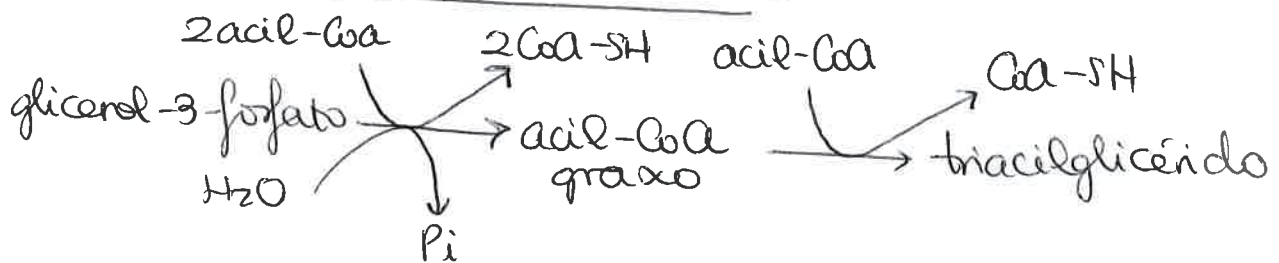 2acil-CoA 2CoA-SH acil-CoA CoA-SH
glicerol-3-fosfato acil-CoA triacilglicérido
H2O graxo
Pi